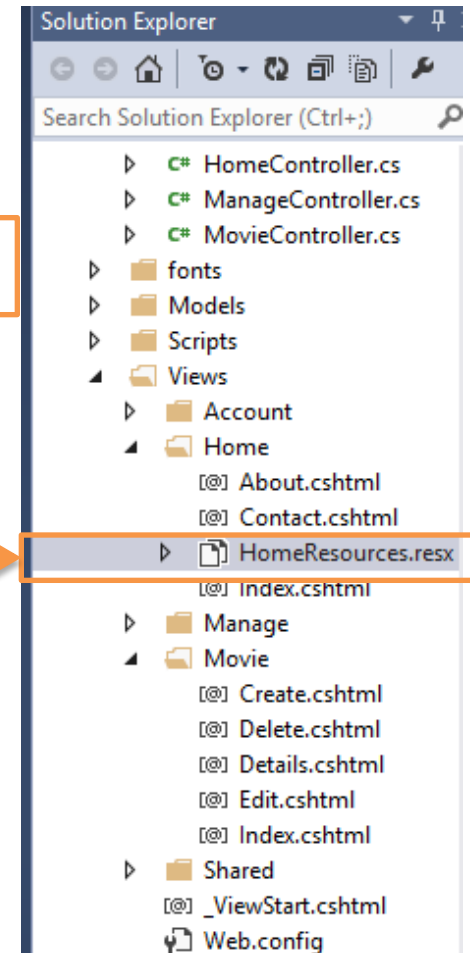 Solution Explorer
Search Solution Explorer (Ctrl+;)
C# HomeController.cs
C# ManageController.cs
C# MovieController.cs
fonts
Models
Scripts
Views
Account
Home
[@] About.cshtml
[@] Contact.cshtml
HomeResources.resx
[@] Index.cshtml
Manage
Movie
[@] Create.cshtml
[@] Delete.cshtml
[@] Details.cshtml
[@] Edit.cshtml
[@] Index.cshtml
Shared
[@] _ViewStart.cshtml
Web.config